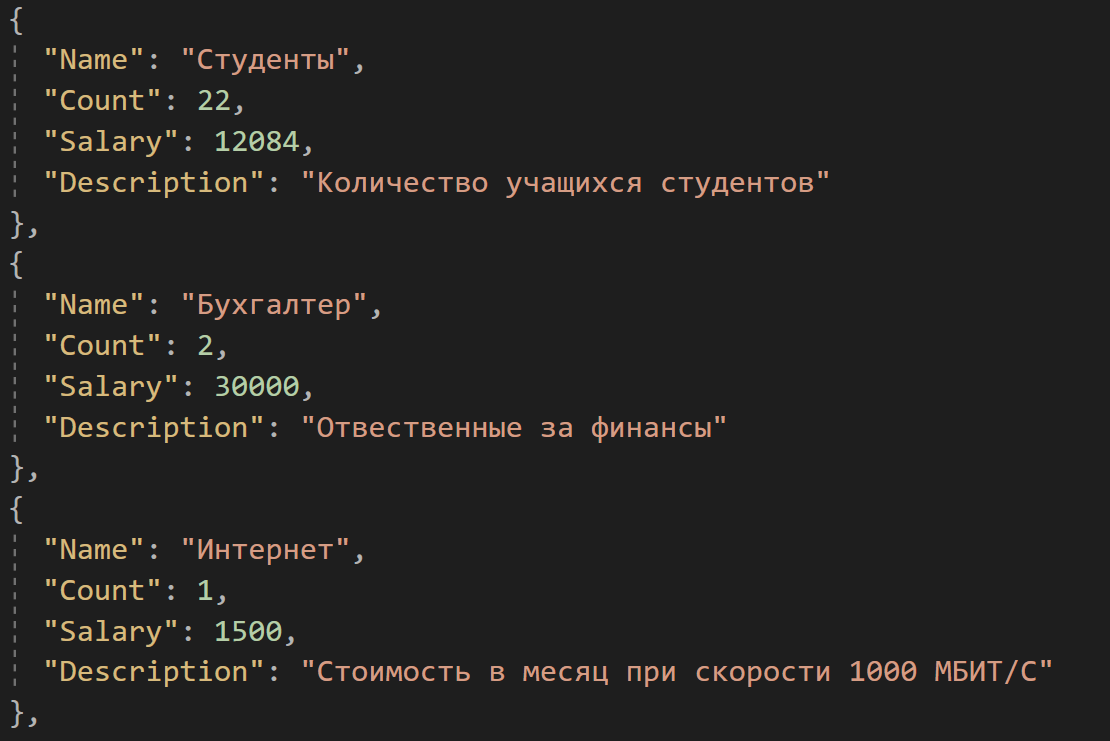 {
"Name": "Студенты",
"Count": 22,
"Salary": 12084,
"Description": "Количество учащихся студентов"
},
{
"Name": "Бухгалтер",
"Count": 2,
"Salary": 30000,
"Description": "Отвественные за финансы"
},
{
"Name": "Интернет",
"Count": 1,
"Salary": 1500,
"Description": "Стоимость в месяц при скорости 1000 МБИТ/С"
},